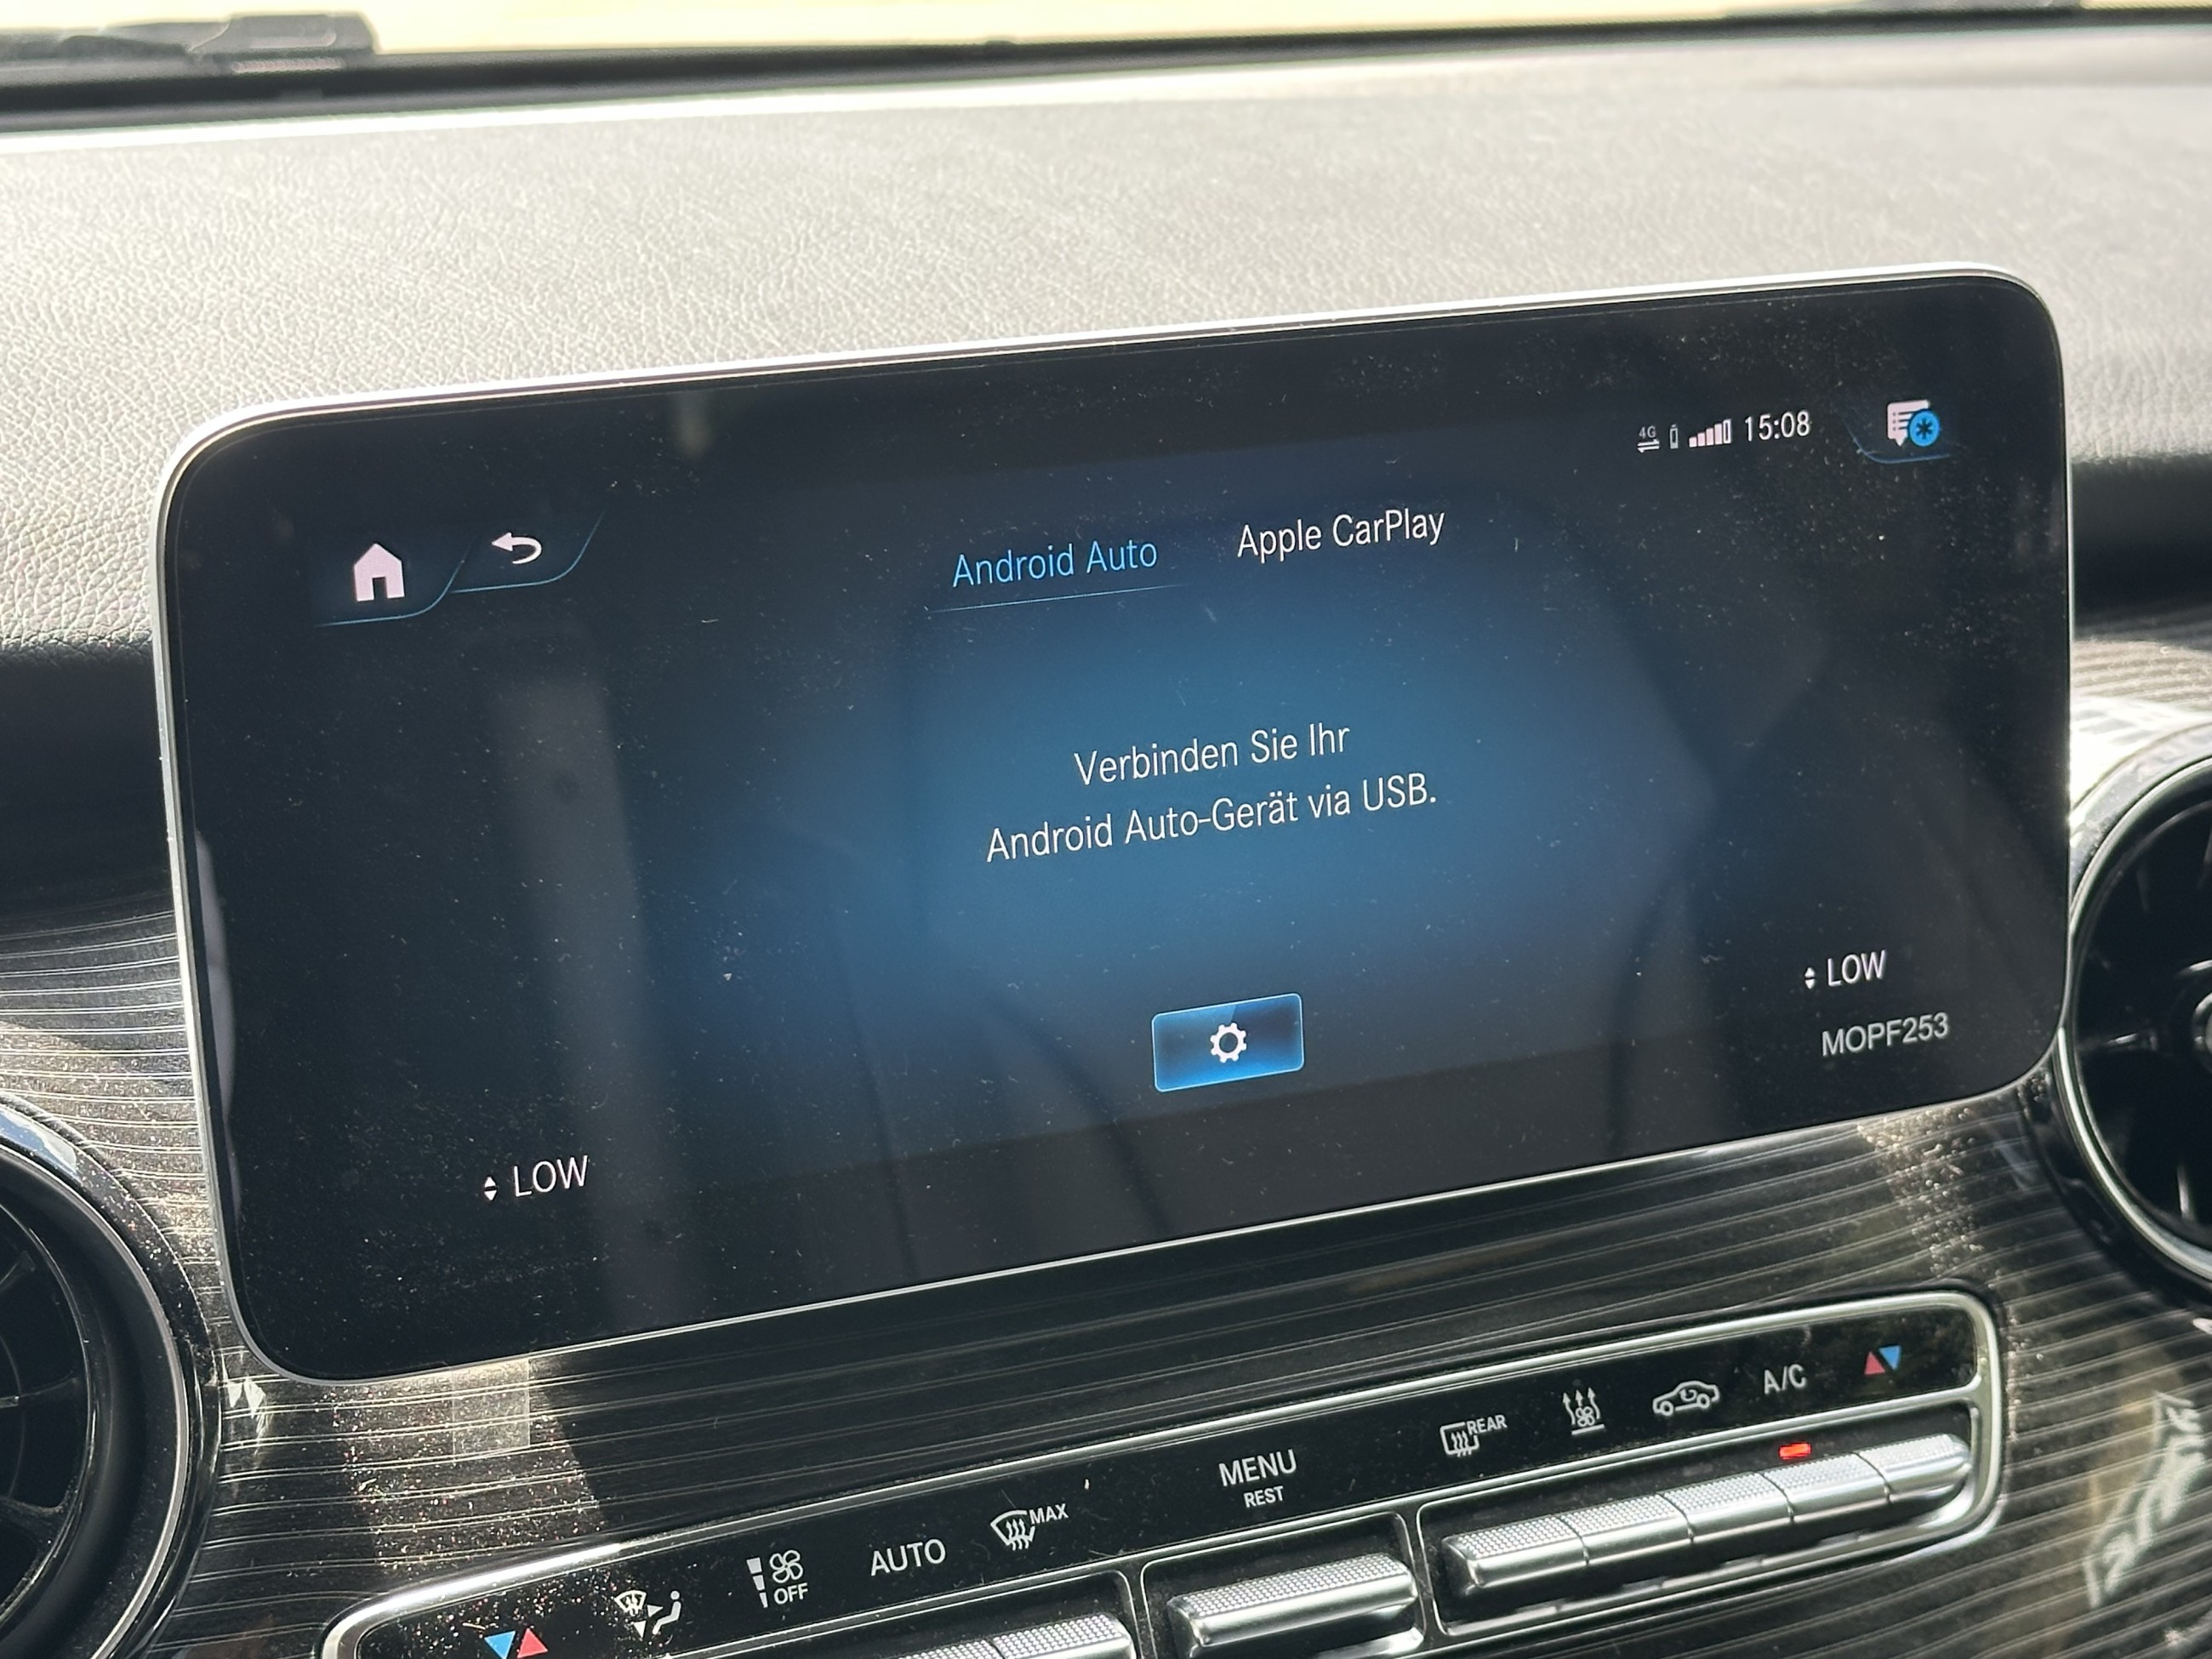 4G 15:08
Android Auto Apple CarPlay
Verbinden Sie Ihr
Android Auto-Gerät via USB.
LOW
MOPF253
LOW
A/C
REAR
MENU
REST
MAX
AUTO
OFF